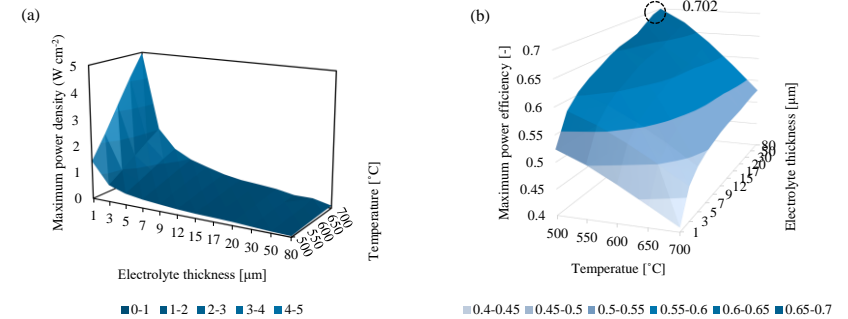 (a)
Maximum power density (W cm-2)
5
4
3
2
1
0
1 3 5 7 9 12 15 17 20 30 50 80
500 550 600 650 700
Electrolyte thickness [μm]
Temperature [˚C]
0-1 1-2 2-3 3-4 4-5
(b)
0.702
Maximum power efficiency [-]
0.7
0.65
0.6
0.55
0.5
0.45
0.4
500 550 600 650 700
1 3 5 7 9 12 15 17 20 30 50 80
Temperatue [˚C]
Electrolyte thickness [μm]
0.4-0.45 0.45-0.5 0.5-0.55 0.55-0.6 0.6-0.65 0.65-0.7